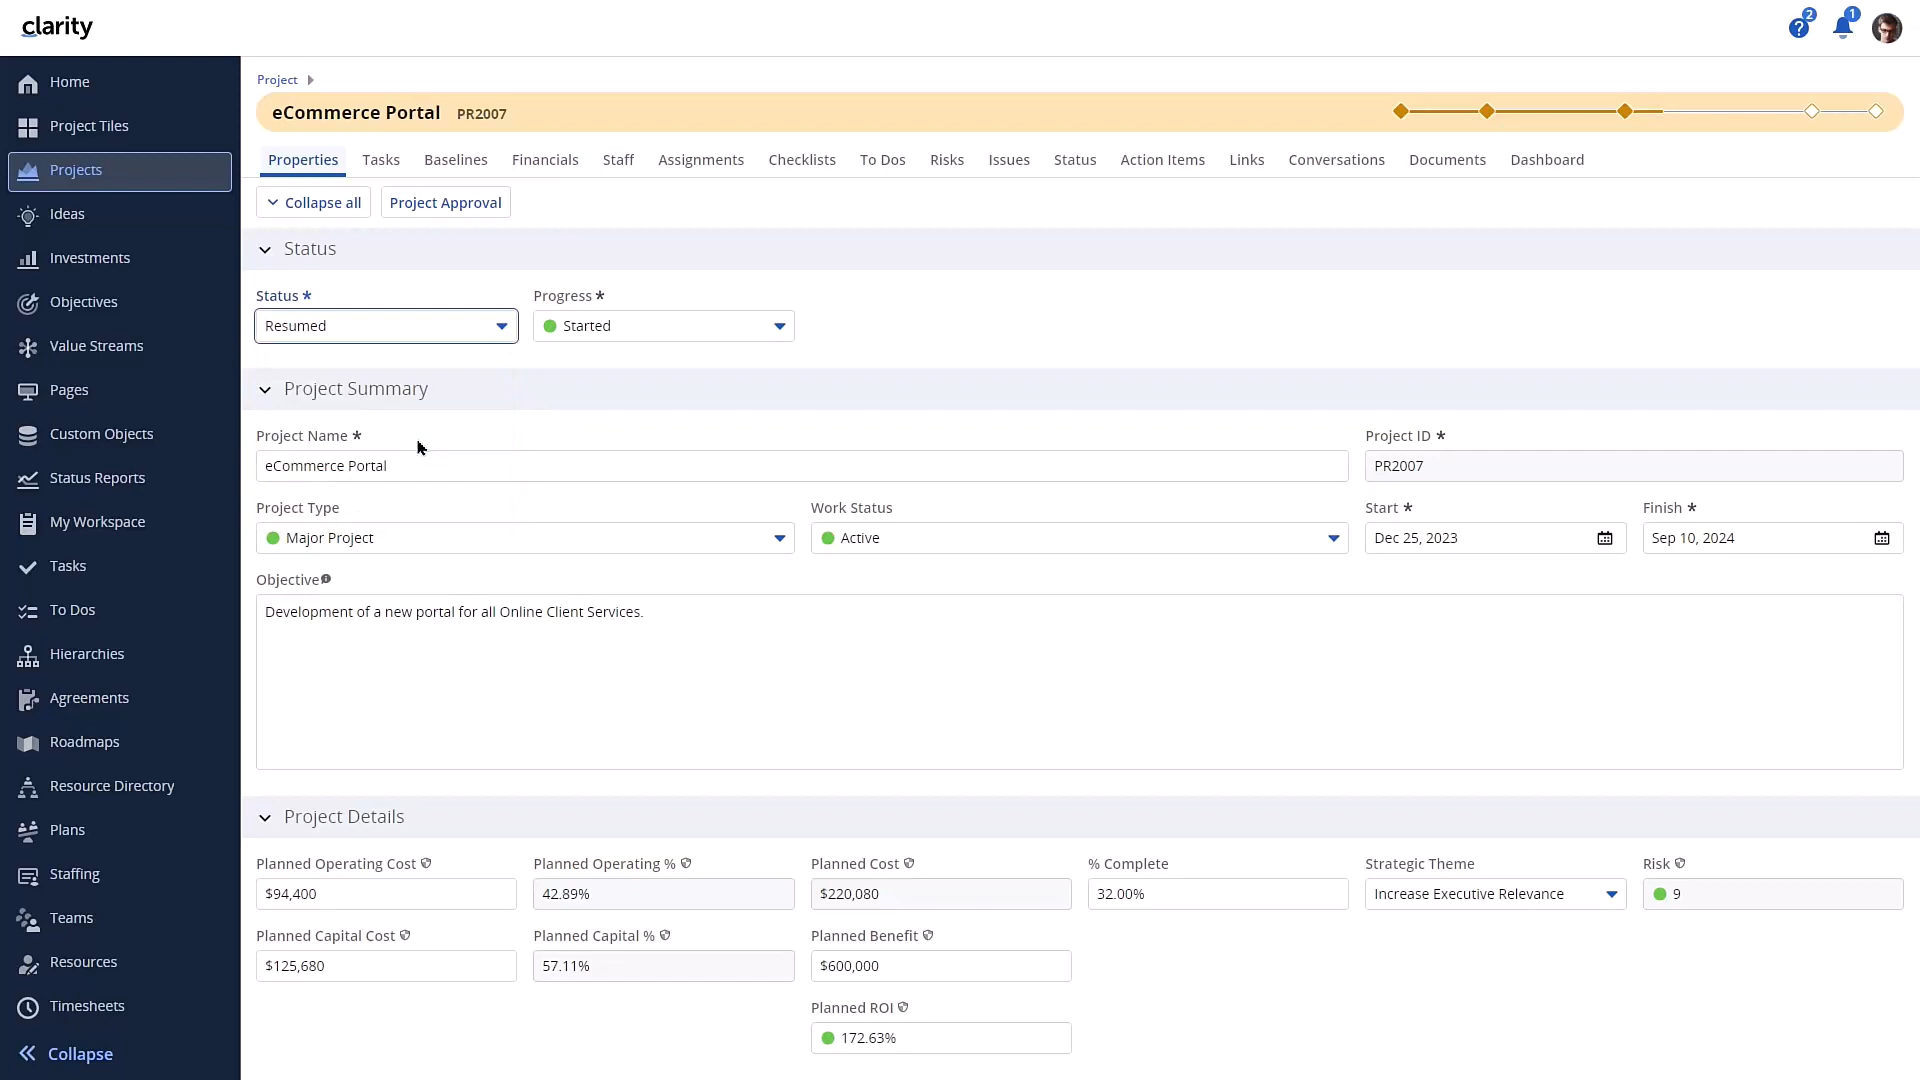 clarity
2
1
Home
Project Tiles
Projects
Ideas
Investments
Objectives
Value Streams
Pages
Custom Objects
Status Reports
My Workspace
Tasks
To Dos
Hierarchies
Agreements
Roadmaps
Resource Directory
Plans
Staffing
Teams
Resources
Timesheets
Collapse
Project
eCommerce Portal PR2007
Properties Tasks Baselines Financials Staff Assignments Checklists To Dos Risks Issues Status Action Items Links Conversations Documents Dashboard
Collapse all Project Approval
Status
Status * Progress *
Resumed Started
Project Summary
Project Name * Project ID *
eCommerce Portal PR2007
Project Type Work Status Start * Finish *
Major Project Active Dec 25, 2023 Sep 10, 2024
Objective
Development of a new portal for all Online Client Services.
Project Details
Planned Operating Cost Planned Operating % Planned Cost % Complete Strategic Theme Risk
$94,400 42.89% $220,080 32.00% Increase Executive Relevance 9
Planned Capital Cost Planned Capital % Planned Benefit
$125,680 57.11% $600,000
Planned ROI
172.63%